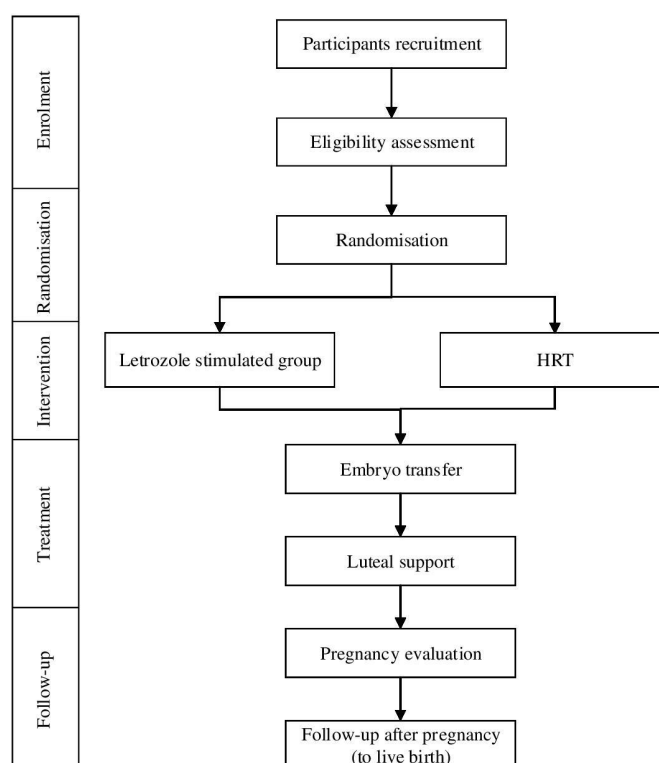 Enrolment
Participants recruitment
Eligibility assessment
Randomisation
Randomisation
Intervention
Letrozole stimulated group
HRT
Treatment
Embryo transfer
Luteal support
Follow-up
Pregnancy evaluation
Follow-up after pregnancy
(to live birth)